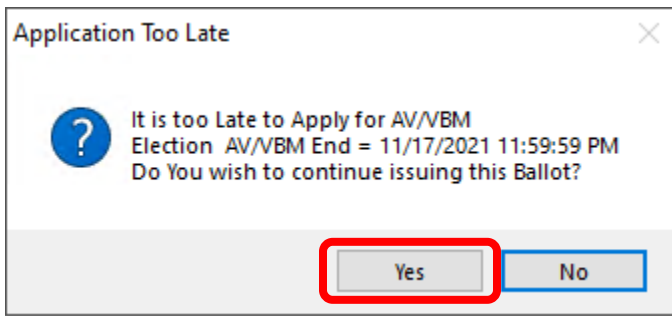 Application Too Late
It is too Late to Apply for AV/VBM
Election  AV/VBM End = 11/17/2021 11:59:59 PM
Do You wish to continue issuing this Ballot?
Yes No